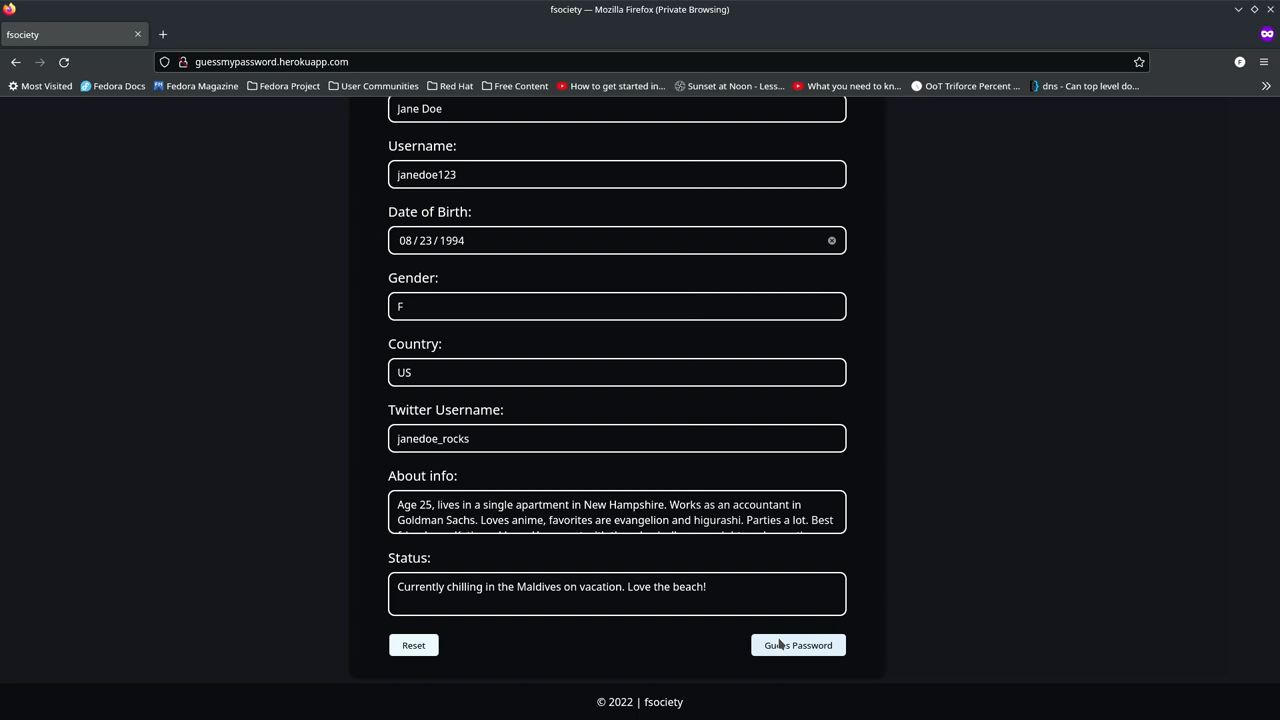 fsociety — Mozilla Firefox (Private Browsing)
fsociety
guessmypassword.herokuapp.com
F
Most Visited
Fedora Docs
Fedora Magazine
Fedora Project
User Communities
Red Hat
Free Content
How to get started in...
Sunset at Noon - Less...
What you need to kn...
OoT Triforce Percent ...
dns - Can top level do...
Jane Doe
Username:
janedoe123
Date of Birth:
08 / 23 / 1994
Gender:
F
Country:
US
Twitter Username:
janedoe_rocks
About info:
Age 25, lives in a single apartment in New Hampshire. Works as an accountant in
Goldman Sachs. Loves anime, favorites are evangelion and higurashi. Parties a lot. Best
Status:
Currently chilling in the Maldives on vacation. Love the beach!
Reset
Guess Password
© 2022 | fsociety